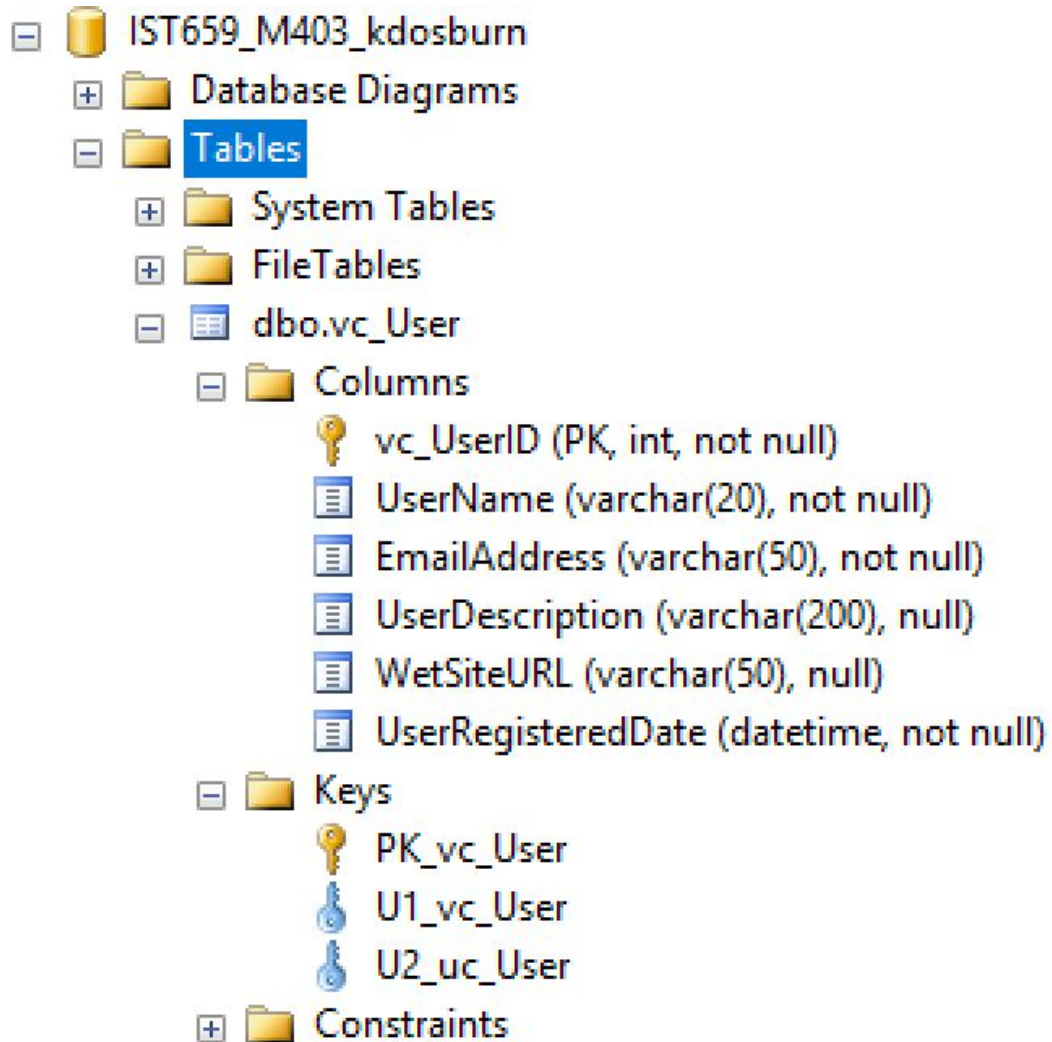 IST659_M403_kdosburn
Database Diagrams
Tables
System Tables
FileTables
dbo.vc_User
Columns
vc_UserID (PK, int, not null)
UserName (varchar(20), not null)
EmailAddress (varchar(50), not null)
UserDescription (varchar(200), null)
WetSiteURL (varchar(50), null)
UserRegisteredDate (datetime, not null)
Keys
PK_vc_User
U1_vc_User
U2_uc_User
Constraints